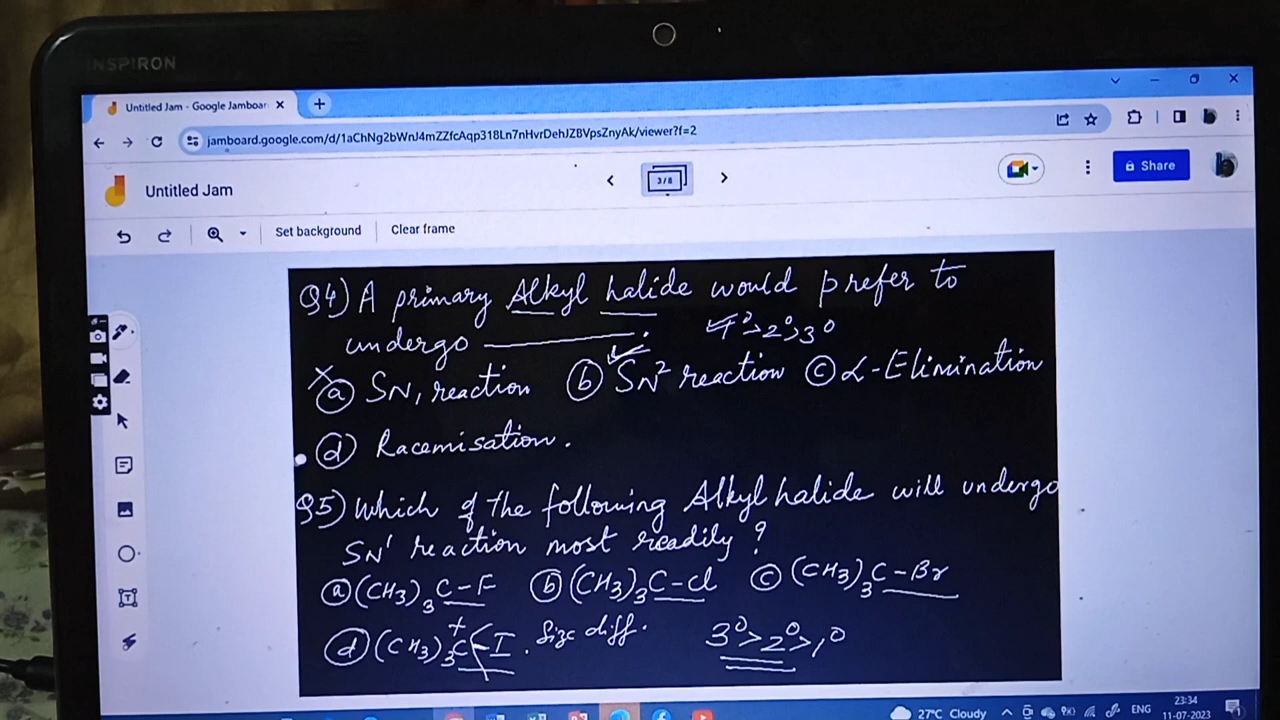 INSPIRON
Untitled Jam - Google Jamboar
jamboard.google.com/d/1aChNg2bWnJ4mZZfcAqp318Ln7nHvrDehJZBVpsZnyAk/viewer?f=2
Untitled Jam
3/8
Share
Set background
Clear frame
Q4) A primary Alkyl halide would prefer to
undergo ______. 1°>2°>3°
(a) SN1 reaction (b) SN2 reaction (c) α-Elimination
(d) Racemisation.
Q5) Which of the following Alkyl halide will undergo
SN1 reaction most readily?
(a) (CH3)3C-F (b) (CH3)3C-Cl (c) (CH3)3C-Br
(d) (CH3)3C+-I. Size diff. 3°>2°>1°
27°C Cloudy
ENG
23:34
11-07-2023